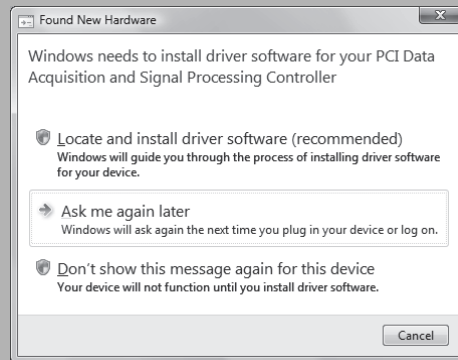 Found New Hardware
Windows needs to install driver software for your PCI Data
Acquisition and Signal Processing Controller
Locate and install driver software (recommended)
Windows will guide you through the process of installing driver software
for your device.
Ask me again later
Windows will ask again the next time you plug in your device or log on.
Don't show this message again for this device
Your device will not function until you install driver software.
Cancel